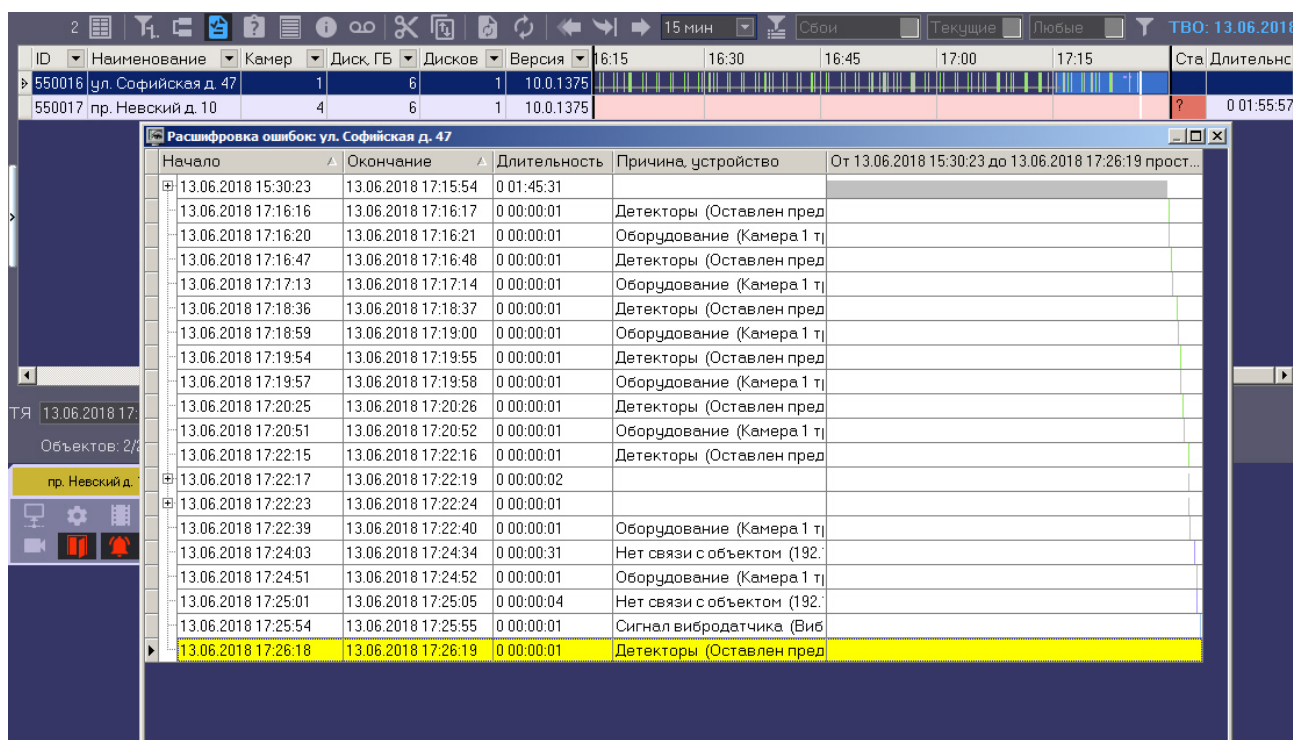 2 15 мин Сбои Текущие Любые ТВО: 13.06.2018
ID Наименование Камер Диск, ГБ Дисков Версия 16:15 16:30 16:45 17:00 17:15 Ста Длительнс
550016 ул. Софийская д. 47 1 6 1 10.0.1375
550017 пр. Невский д. 10 4 6 1 10.0.1375 ? 0 01:55:57
Расшифровка ошибок: ул. Софийская д. 47
Начало Окончание Длительность Причина, устройство От 13.06.2018 15:30:23 до 13.06.2018 17:26:19 прост...
13.06.2018 15:30:23 13.06.2018 17:15:54 0 01:45:31
13.06.2018 17:16:16 13.06.2018 17:16:17 0 00:00:01 Детекторы (Оставлен пред
13.06.2018 17:16:20 13.06.2018 17:16:21 0 00:00:01 Оборудование (Камера 1 тр
13.06.2018 17:16:47 13.06.2018 17:16:48 0 00:00:01 Детекторы (Оставлен пред
13.06.2018 17:17:13 13.06.2018 17:17:14 0 00:00:01 Оборудование (Камера 1 тр
13.06.2018 17:18:36 13.06.2018 17:18:37 0 00:00:01 Детекторы (Оставлен пред
13.06.2018 17:18:59 13.06.2018 17:19:00 0 00:00:01 Оборудование (Камера 1 тр
13.06.2018 17:19:54 13.06.2018 17:19:55 0 00:00:01 Детекторы (Оставлен пред
13.06.2018 17:19:57 13.06.2018 17:19:58 0 00:00:01 Оборудование (Камера 1 тр
ТЯ 13.06.2018 17:
13.06.2018 17:20:25 13.06.2018 17:20:26 0 00:00:01 Детекторы (Оставлен пред
13.06.2018 17:20:51 13.06.2018 17:20:52 0 00:00:01 Оборудование (Камера 1 тр
Объектов: 2/2
13.06.2018 17:22:15 13.06.2018 17:22:16 0 00:00:01 Детекторы (Оставлен пред
пр. Невский д.
13.06.2018 17:22:17 13.06.2018 17:22:19 0 00:00:02
13.06.2018 17:22:23 13.06.2018 17:22:24 0 00:00:01
13.06.2018 17:22:39 13.06.2018 17:22:40 0 00:00:01 Оборудование (Камера 1 тр
13.06.2018 17:24:03 13.06.2018 17:24:34 0 00:00:31 Нет связи с объектом (192.
13.06.2018 17:24:51 13.06.2018 17:24:52 0 00:00:01 Оборудование (Камера 1 тр
13.06.2018 17:25:01 13.06.2018 17:25:05 0 00:00:04 Нет связи с объектом (192.
13.06.2018 17:25:54 13.06.2018 17:25:55 0 00:00:01 Сигнал вибродатчика (Виб
13.06.2018 17:26:18 13.06.2018 17:26:19 0 00:00:01 Детекторы (Оставлен пред